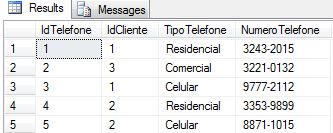 Results Messages
IdTelefone IdCliente TipoTelefone NumeroTelefone
1 1 1 Residencial 3243-2015
2 2 3 Comercial 3221-0132
3 3 1 Celular 9777-2112
4 4 2 Residencial 3353-9899
5 5 2 Celular 8871-1015